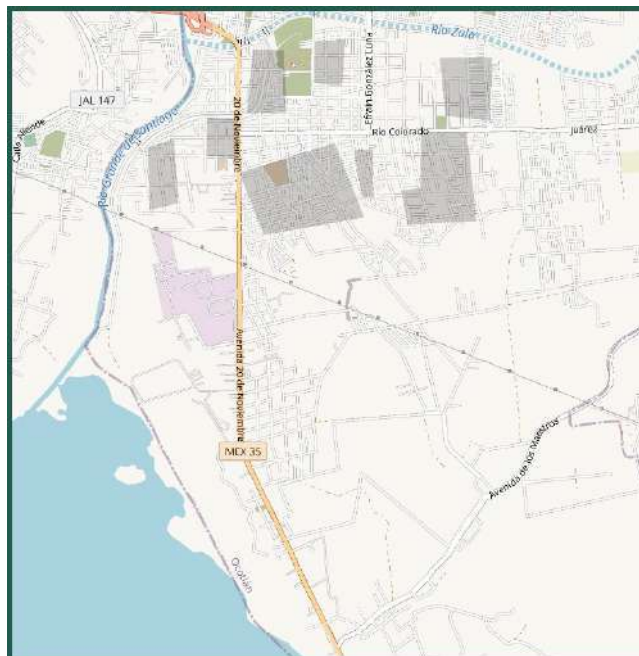 Río Zula
Efraín González Luna
JAL 147
20 de Noviembre
Río Colorado
Juárez
Calle Allende
Río Grande de Santiago
Avenida 20 de Noviembre
MEX 35
Avenida de los Maestros
Ocotlán